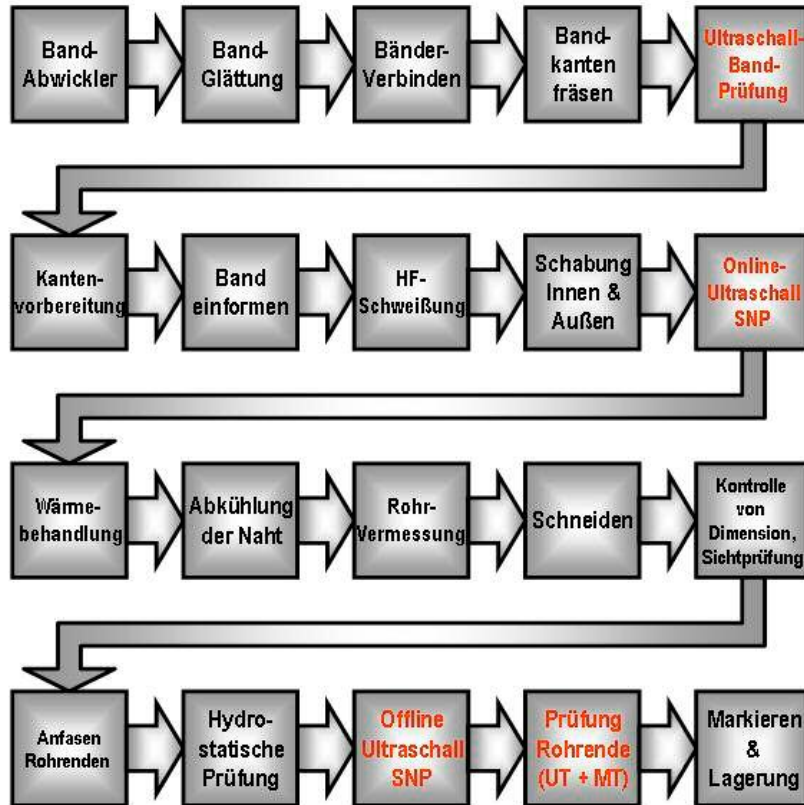 Band-
Abwickler
Band-
Glättung
Bänder-
Verbinden
Band-
kanten
fräsen
Ultraschall-
Band-
Prüfung
Kanten-
vorbereitung
Band
einformen
HF-
Schweißung
Schabung
Innen &
Außen
Online-
Ultraschall
SNP
Wärme-
behandlung
Abkühlung
der Naht
Rohr-
Vermessung
Schneiden
Kontrolle
von
Dimension,
Sichtprüfung
Anfasen
Rohrenden
Hydro-
statische
Prüfung
Offline
Ultraschall
SNP
Prüfung
Rohrende
(UT + MT)
Markieren
&
Lagerung